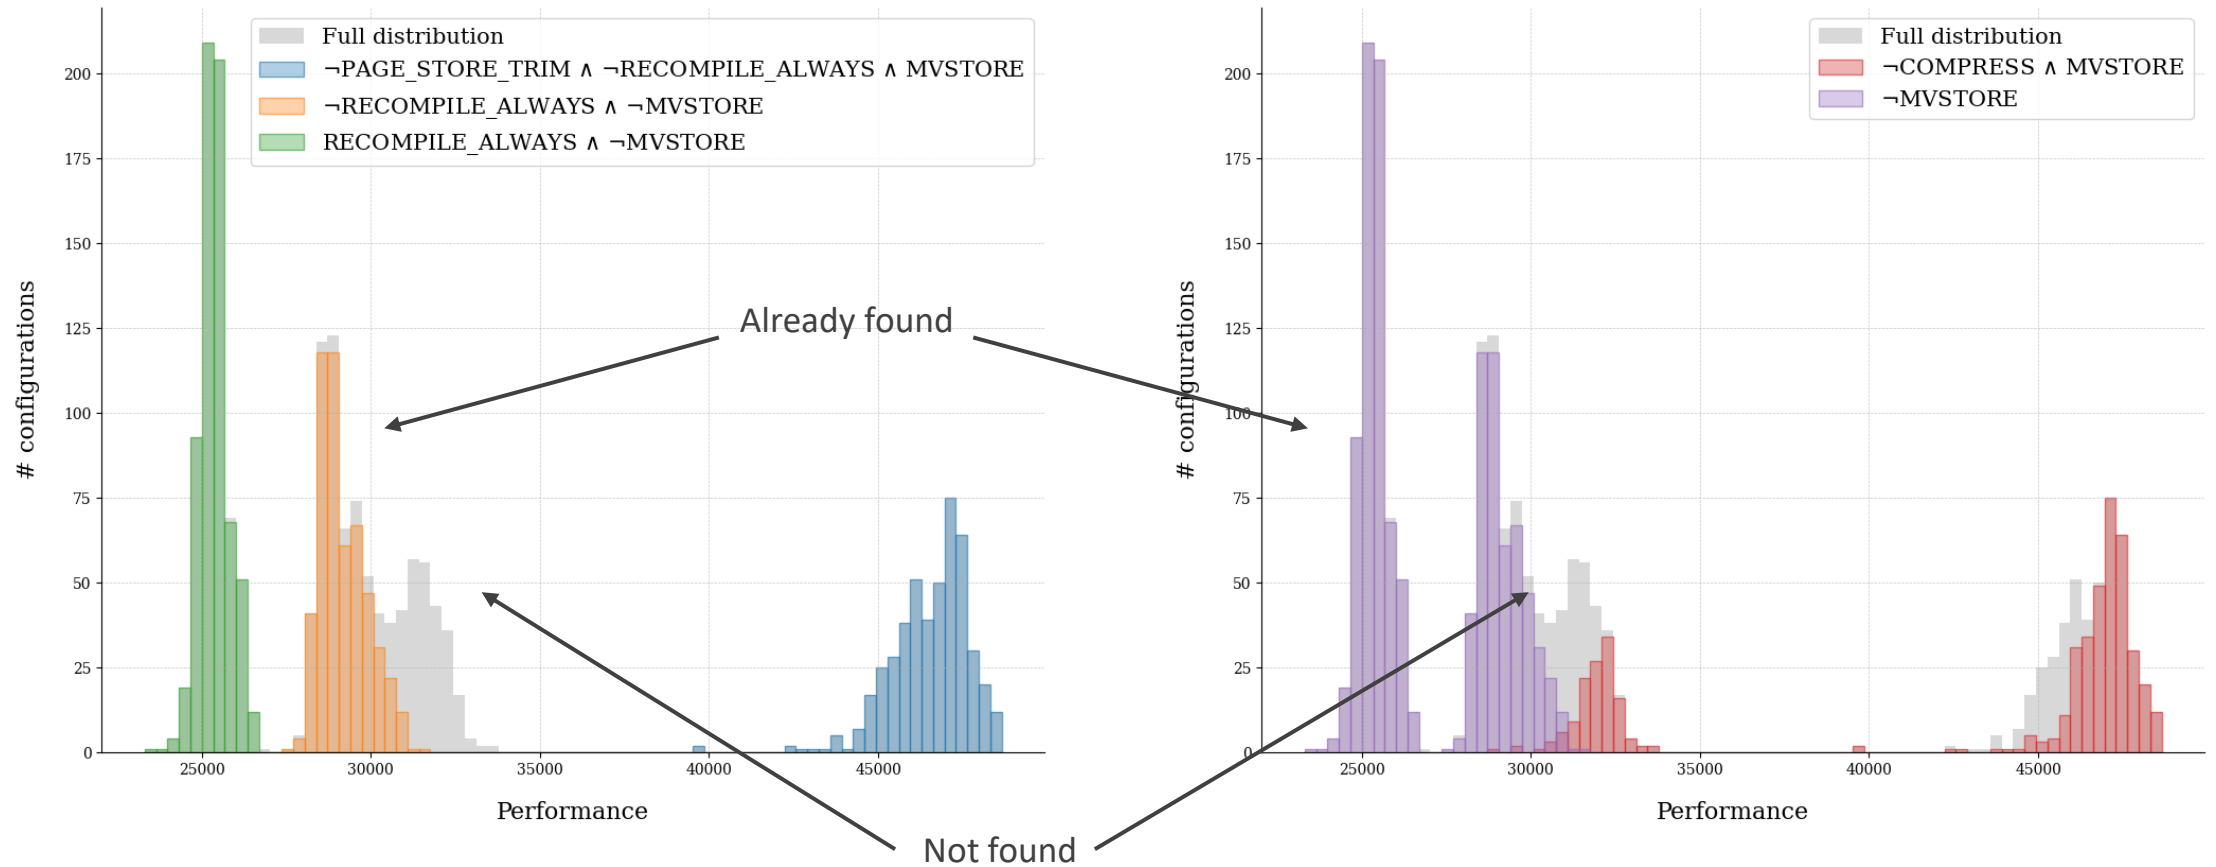 Full distribution
¬PAGE_STORE_TRIM ∧ ¬RECOMPILE_ALWAYS ∧ MVSTORE
¬RECOMPILE_ALWAYS ∧ ¬MVSTORE
RECOMPILE_ALWAYS ∧ ¬MVSTORE
# configurations
200
175
150
125
100
75
50
25
0
25000
30000
35000
40000
45000
Performance
Already found
Not found
Full distribution
¬COMPRESS ∧ MVSTORE
¬MVSTORE
# configurations
200
175
150
125
100
75
50
25
0
25000
30000
35000
40000
45000
Performance